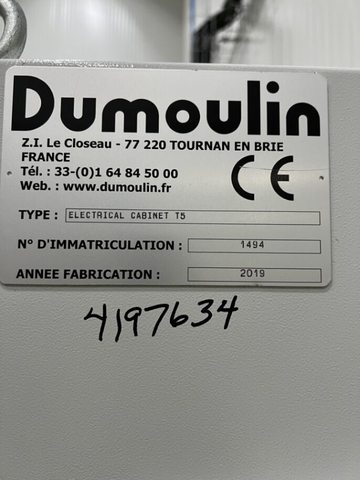 Dumoulin
Z.I. Le Closeau - 77 220 TOURNAN EN BRIE
FRANCE
Tél. : 33-(0)1 64 84 50 00
Web. : www.dumoulin.fr
CE
TYPE : ELECTRICAL CABINET T5
N° D'IMMATRICULATION : 1494
ANNEE FABRICATION : 2019
4197634